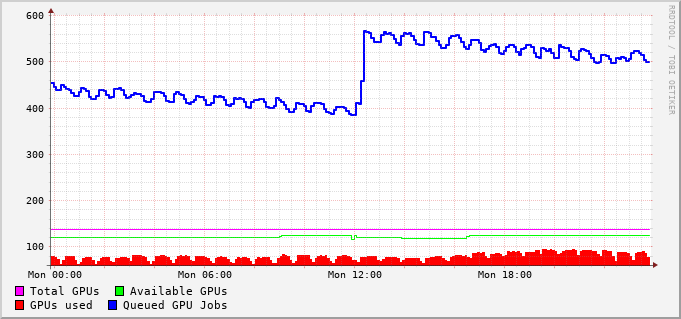 600
500
400
300
200
100
Mon 00:00 Mon 06:00 Mon 12:00 Mon 18:00
Total GPUs Available GPUs
GPUs used Queued GPU Jobs
RRDTOOL / TOBI OETIKER